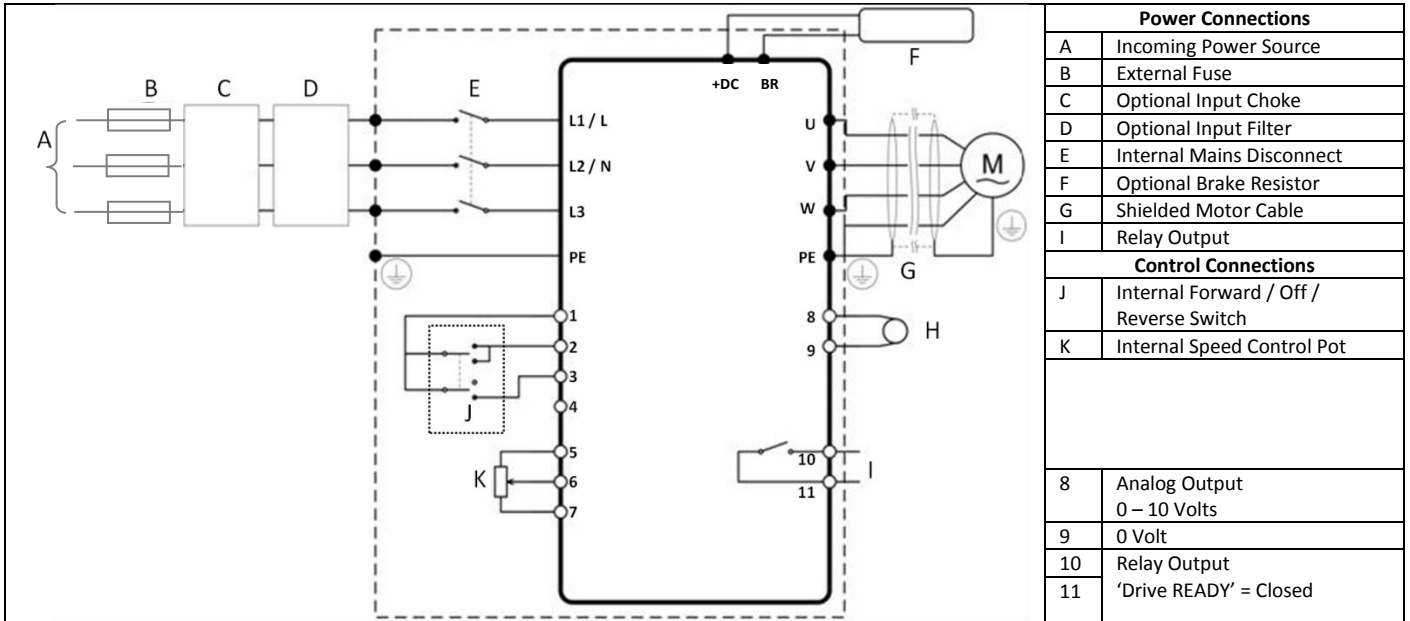 F
+DC BR
B C D E
A
L1 / L
L2 / N
L3
PE
U
V
W
PE
M
G
1
2
3
4
J
5
6
7
K
8
9
H
10
11
I
Power Connections
A Incoming Power Source
B External Fuse
C Optional Input Choke
D Optional Input Filter
E Internal Mains Disconnect
F Optional Brake Resistor
G Shielded Motor Cable
I Relay Output
Control Connections
J Internal Forward / Off /
Reverse Switch
K Internal Speed Control Pot
8 Analog Output
0 – 10 Volts
9 0 Volt
10 Relay Output
11 ‘Drive READY’ = Closed